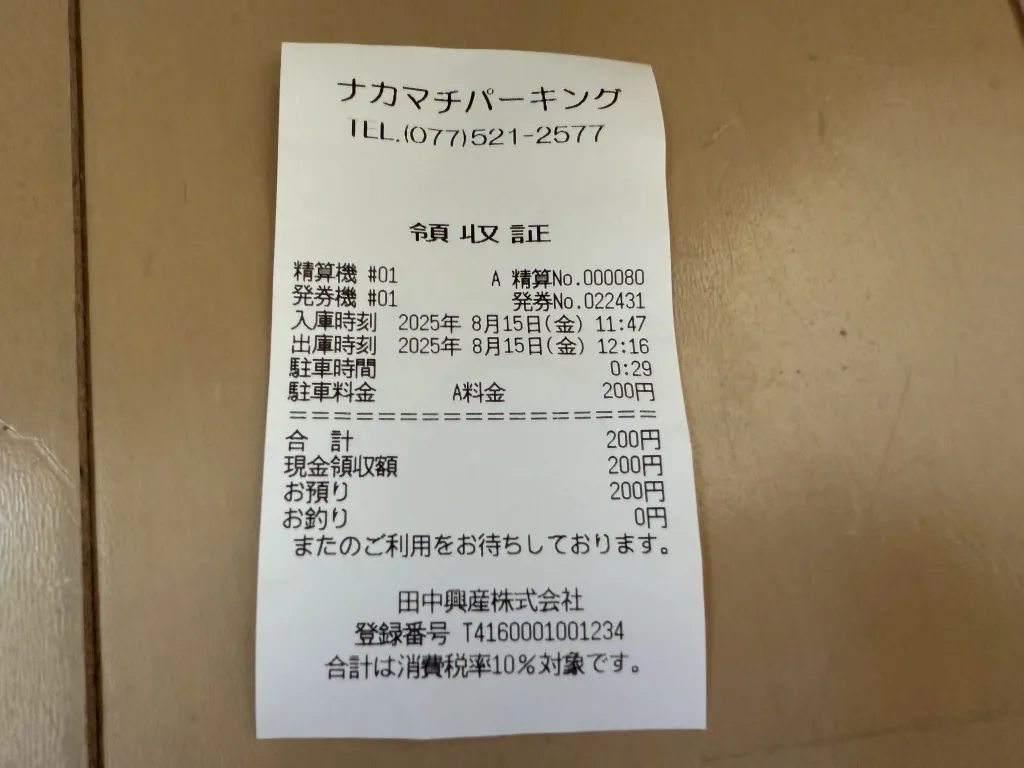 ナカマチパーキング
TEL.(077)521-2577
領収証
精算機 #01 A 精算No.000080
発券機 #01 発券No.022431
入庫時刻 2025年 8月15日(金) 11:47
出庫時刻 2025年 8月15日(金) 12:16
駐車時間 0:29
駐車料金 A料金 200円
==================
合 計 200円
現金領収額 200円
お預り 200円
お釣り 0円
またのご利用をお待ちしております。
田中興産株式会社
登録番号 T4160001001234
合計は消費税率10%対象です。